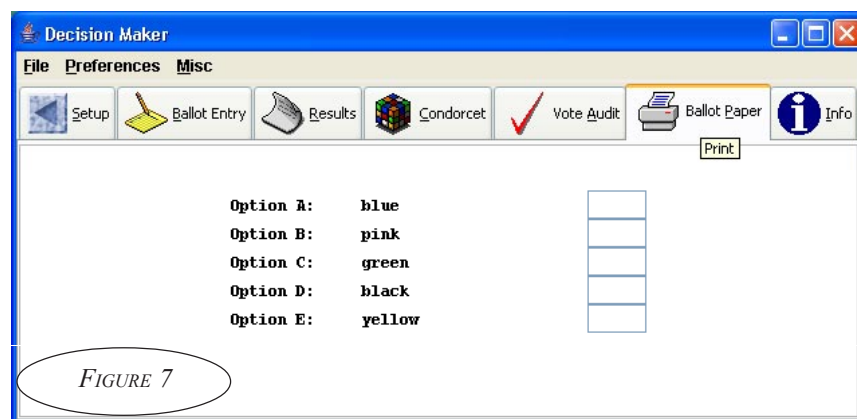 Decision Maker
File Preferences Misc
Setup Ballot Entry Results Condorcet Vote Audit Ballot Paper Info
Print
Option A: blue
Option B: pink
Option C: green
Option D: black
Option E: yellow
FIGURE 7